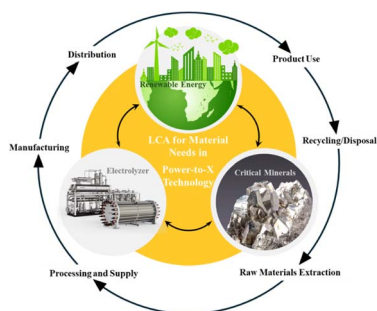 Distribution
Product Use
Renewable Energy
Manufacturing
LCA for Material
Needs in
Power-to-X
Technology
Recycling/Disposal
Electrolyzer
Critical Minerals
Processing and Supply
Raw Materials Extraction